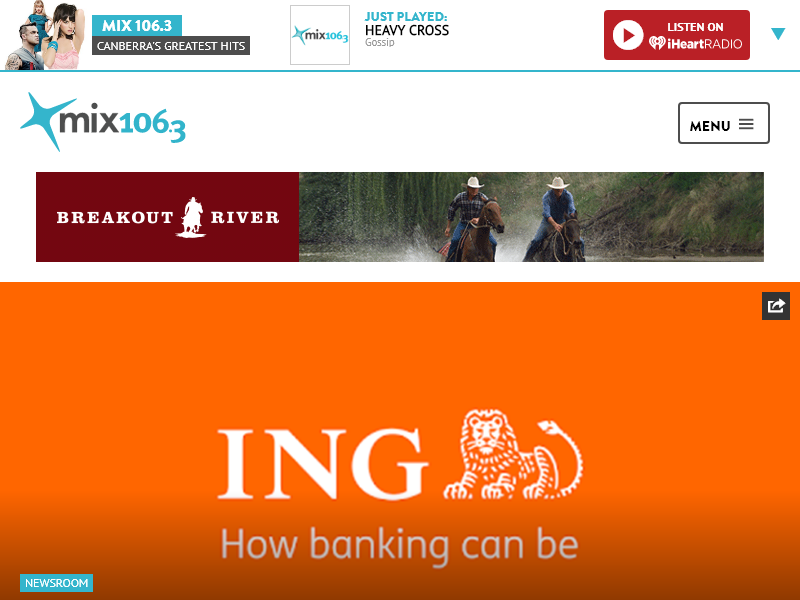 MIX 106.3
CANBERRA'S GREATEST HITS
mix106.3
JUST PLAYED:
HEAVY CROSS
Gossip
LISTEN ON
iHeartRADIO
mix106.3
MENU
BREAKOUT RIVER
ING
How banking can be
NEWSROOM